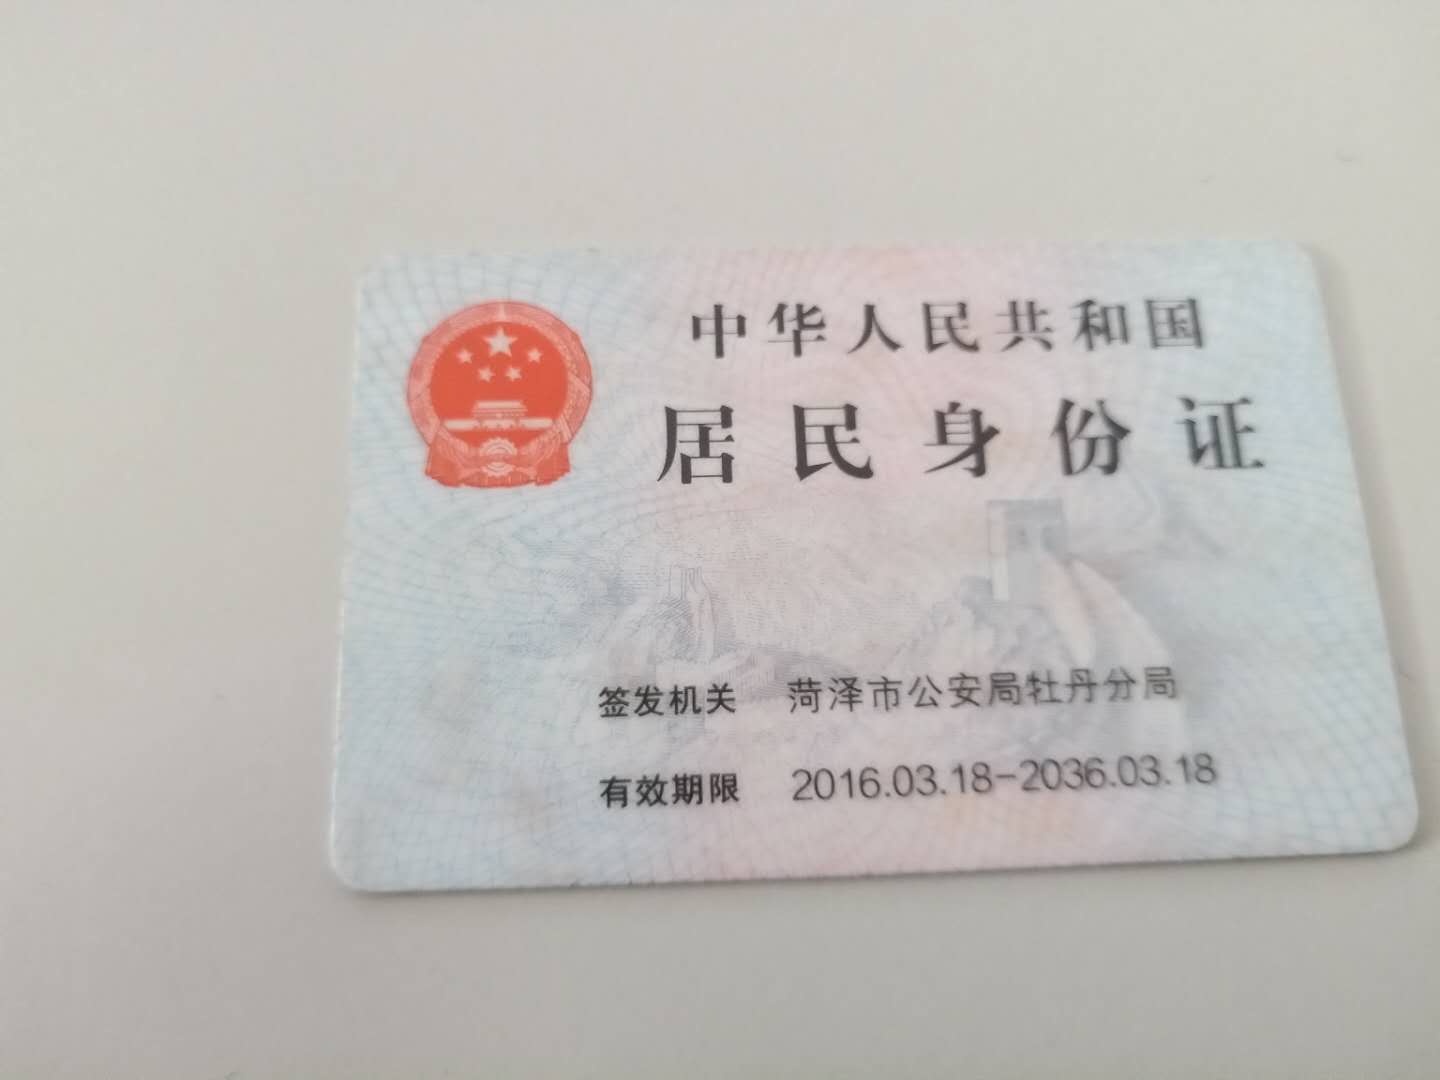 中华人民共和国
居民身份证
签发机关 菏泽市公安局牡丹分局
有效期限 2016.03.18-2036.03.18